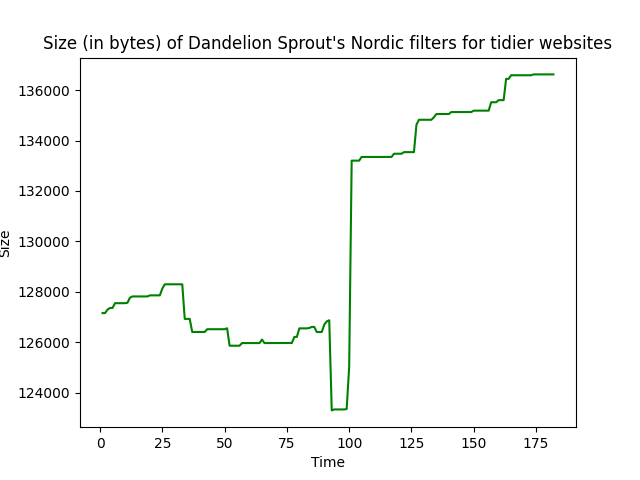 Size (in bytes) of Dandelion Sprout's Nordic filters for tidier websites
136000
134000
132000
130000
128000
126000
124000
Size
0 25 50 75 100 125 150 175
Time